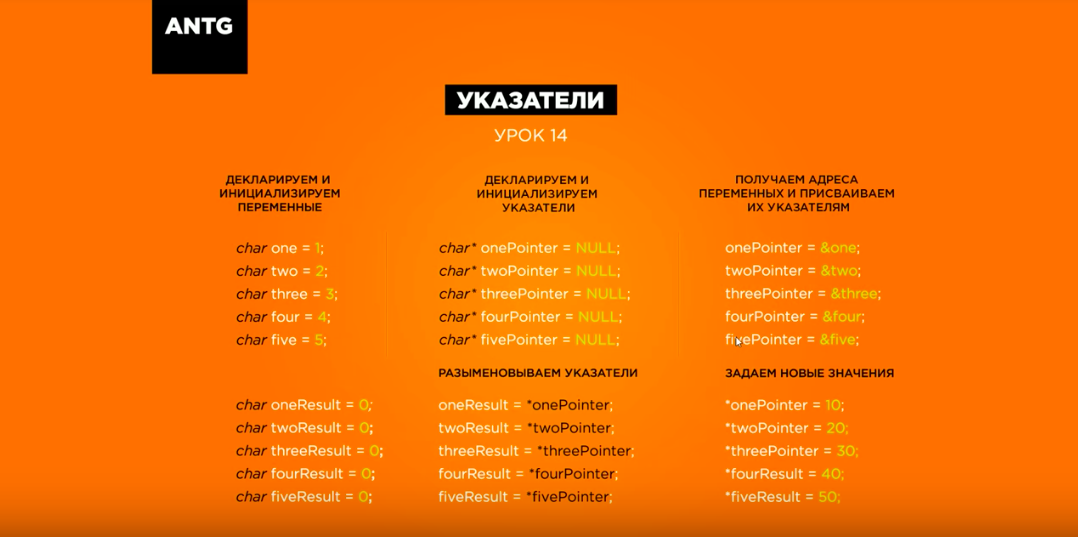 ANTG
УКАЗАТЕЛИ
УРОК 14
ДЕКЛАРИРУЕМ И
ИНИЦИАЛИЗИРУЕМ
ПЕРЕМЕННЫЕ
char one = 1;
char two = 2;
char three = 3;
char four = 4;
char five = 5;
char oneResult = 0;
char twoResult = 0;
char threeResult = 0;
char fourResult = 0;
char fiveResult = 0;
ДЕКЛАРИРУЕМ И
ИНИЦИАЛИЗИРУЕМ
УКАЗАТЕЛИ
char* onePointer = NULL;
char* twoPointer = NULL;
char* threePointer = NULL;
char* fourPointer = NULL;
char* fivePointer = NULL;
РАЗЫМЕНОВЫВАЕМ УКАЗАТЕЛИ
oneResult = *onePointer;
twoResult = *twoPointer;
threeResult = *threePointer;
fourResult = *fourPointer;
fiveResult = *fivePointer;
ПОЛУЧАЕМ АДРЕСА
ПЕРЕМЕННЫХ И ПРИСВАИВАЕМ
ИХ УКАЗАТЕЛЯМ
onePointer = &one;
twoPointer = &two;
threePointer = &three;
fourPointer = &four;
fivePointer = &five;
ЗАДАЕМ НОВЫЕ ЗНАЧЕНИЯ
*onePointer = 10;
*twoPointer = 20;
*threePointer = 30;
*fourResult = 40;
*fiveResult = 50;